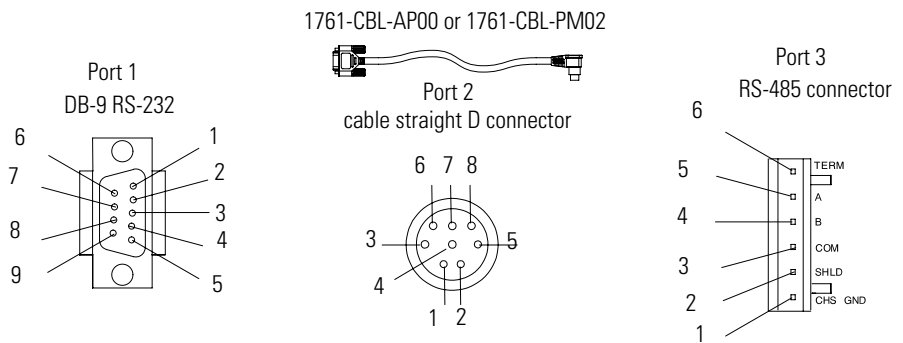 1761-CBL-AP00 or 1761-CBL-PM02
Port 1
DB-9 RS-232
6
7
8
9
1
2
3
4
5
Port 2
cable straight D connector
6 7 8
3
5
4
1 2
Port 3
RS-485 connector
6
5
4
3
2
1
TERM
A
B
COM
SHLD
CHS GND